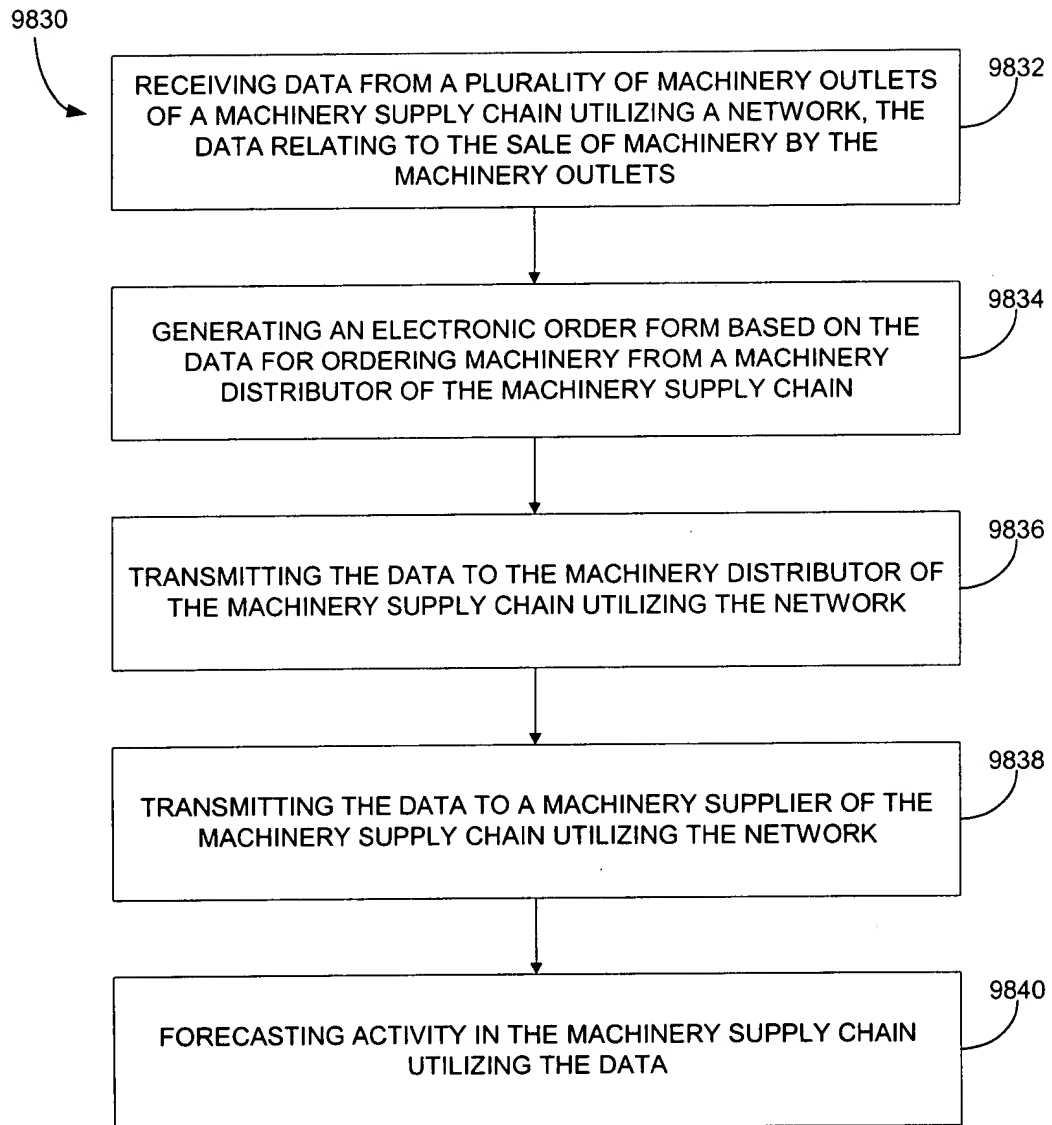 9830
RECEIVING DATA FROM A PLURALITY OF MACHINERY OUTLETS
OF A MACHINERY SUPPLY CHAIN UTILIZING A NETWORK, THE
DATA RELATING TO THE SALE OF MACHINERY BY THE
MACHINERY OUTLETS
9832
GENERATING AN ELECTRONIC ORDER FORM BASED ON THE
DATA FOR ORDERING MACHINERY FROM A MACHINERY
DISTRIBUTOR OF THE MACHINERY SUPPLY CHAIN
9834
TRANSMITTING THE DATA TO THE MACHINERY DISTRIBUTOR OF
THE MACHINERY SUPPLY CHAIN UTILIZING THE NETWORK
9836
TRANSMITTING THE DATA TO A MACHINERY SUPPLIER OF THE
MACHINERY SUPPLY CHAIN UTILIZING THE NETWORK
9838
FORECASTING ACTIVITY IN THE MACHINERY SUPPLY CHAIN
UTILIZING THE DATA
9840